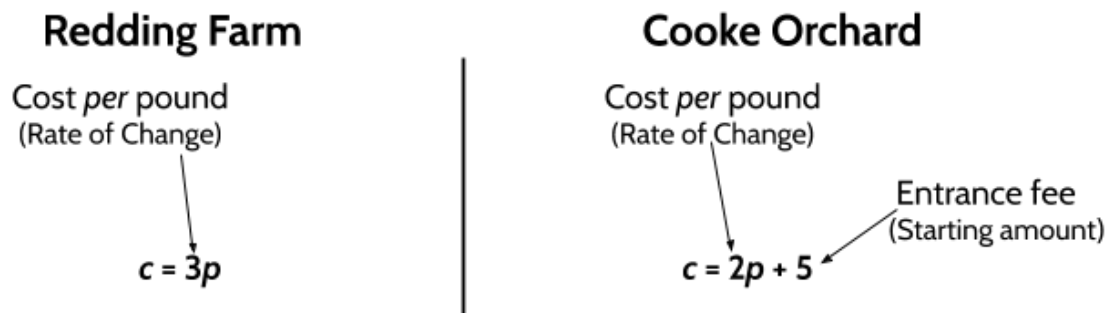 Redding Farm
Cost per pound
(Rate of Change)
c = 3p
Cooke Orchard
Cost per pound
(Rate of Change)
Entrance fee
(Starting amount)
c = 2p + 5